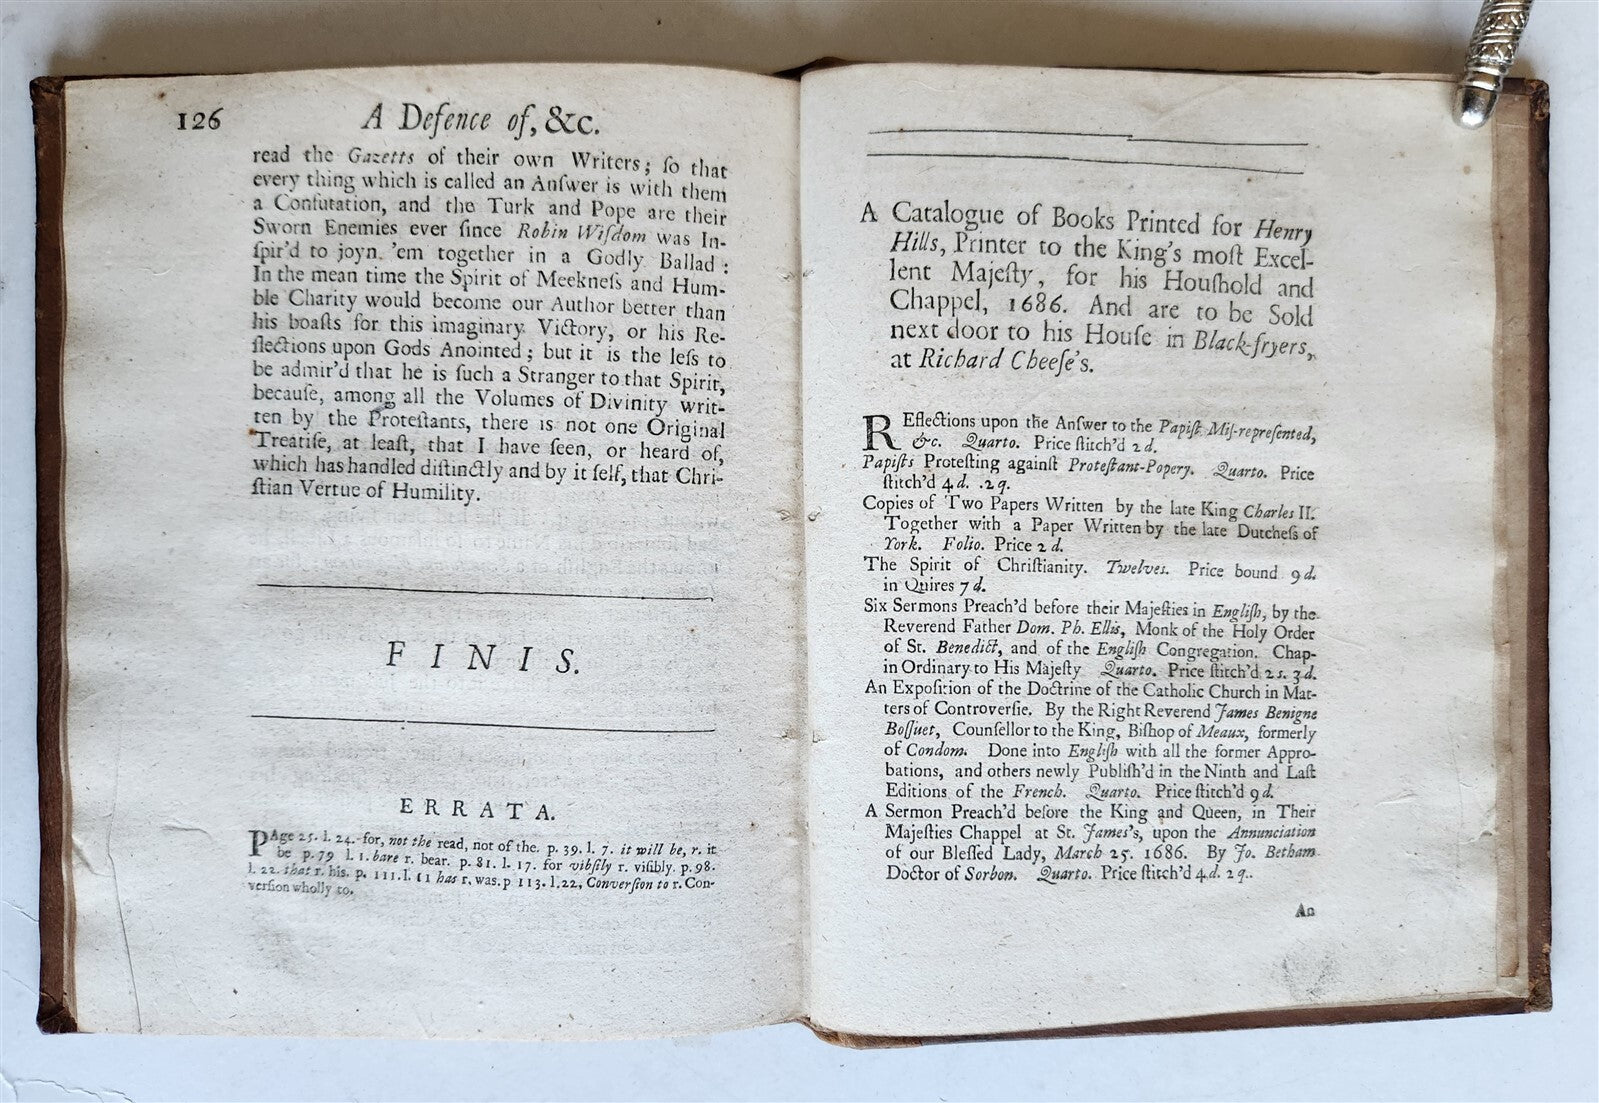 126
A Defence of, &c.
read the Gazetts of their own Writers; ſo that
every thing which is called an Anſwer is with them
a Confutation, and the Turk and Pope are their
Sworn Enemies ever ſince Robin Wiſdom was In-
ſpir'd to joyn 'em together in a Godly Ballad:
In the mean time the Spirit of Meekneſs and Hum-
ble Charity would become our Author better than
his boaſts for this imaginary Victory, or his Re-
flections upon Gods Anointed; but it is the leſs to
be admir'd that he is ſuch a Stranger to that Spirit,
becauſe, among all the Volumes of Divinity writ-
ten by the Proteſtants, there is not one Original
Treatiſe, at leaſt, that I have ſeen, or heard of,
which has handled diſtinctly and by it ſelf, that Chri-
ſtian Vertue of Humility.
FINIS.
ERRATA.
PAge 25. l. 24. for, not the read, not of the. p. 39. l. 7. it will be, r. it
be p. 79 l. 1. bare r. bear. p. 81. l. 17. for vibſily r. viſibly. p. 98.
l. 22. that r. his. p. 111. l. 11 has r. was. p 113. l. 22, Converſion to r. Con-
verſion wholly to.
A Catalogue of Books Printed for Henry
Hills, Printer to the King's moſt Excel-
lent Majeſty, for his Houſhold and
Chappel, 1686. And are to be Sold
next door to his Houſe in Black-fryers,
at Richard Cheeſe's.
REflections upon the Anſwer to the Papiſt Miſ-repreſented,
&c. Quarto. Price ſtitch'd 2 d.
Papiſts Proteſting againſt Proteſtant-Popery. Quarto. Price
ſtitch'd 4 d. 2 q.
Copies of Two Papers Written by the late King Charles II.
Together with a Paper Written by the late Dutcheſs of
York. Folio. Price 2 d.
The Spirit of Chriſtianity. Twelves. Price bound 9 d.
in Quires 7 d.
Six Sermons Preach'd before their Majeſties in Engliſh, by the
Reverend Father Dom. Ph. Ellis, Monk of the Holy Order
of St. Benedict, and of the Engliſh Congregation. Chap-
in Ordinary to His Majeſty Quarto. Price ſtitch'd 2 s. 3 d.
An Expoſition of the Doctrine of the Catholic Church in Mat-
ters of Controverſie. By the Right Reverend James Benigne
Boſſuet, Counſellor to the King, Biſhop of Meaux, formerly
of Condom. Done into Engliſh with all the former Appro-
bations, and others newly Publiſh'd in the Ninth and Laſt
Editions of the French. Quarto. Price ſtitch'd 9 d.
A Sermon Preach'd before the King and Queen, in Their
Majeſties Chappel at St. James's, upon the Annunciation
of our Bleſſed Lady, March 25. 1686. By Jo. Betham
Doctor of Sorbon. Quarto. Price ſtitch'd 4 d. 2 q.
An